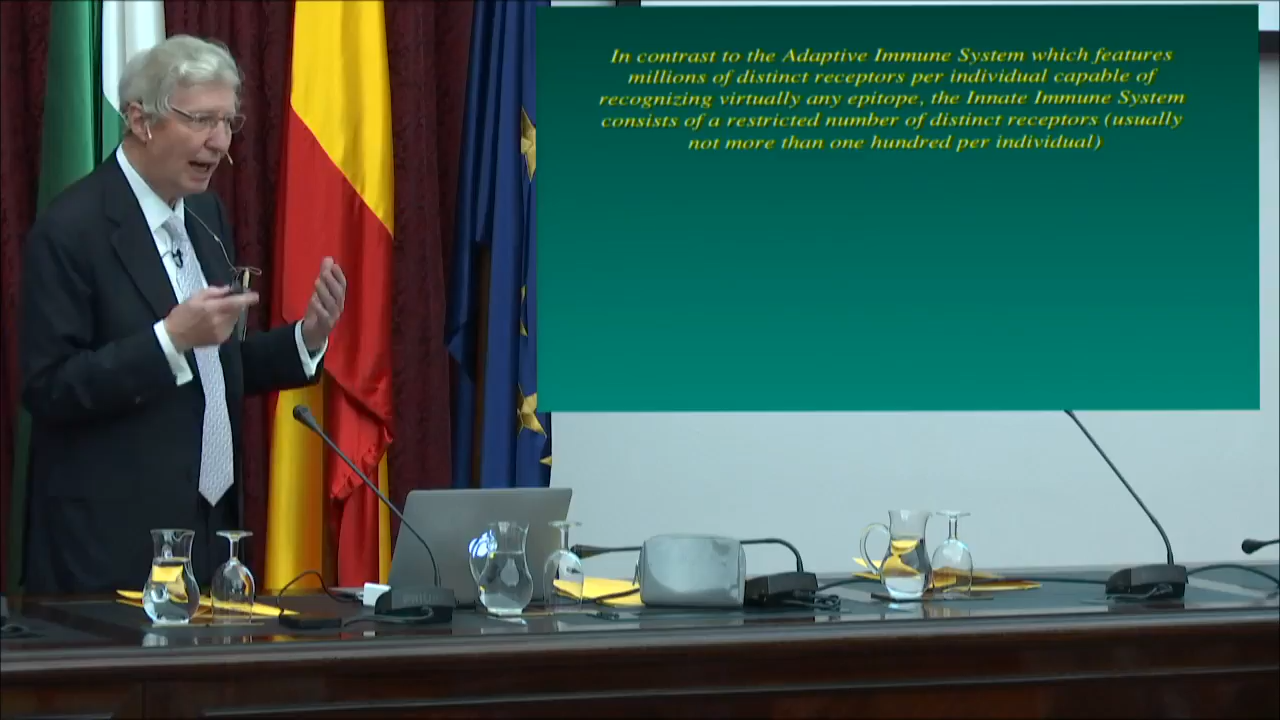 In contrast to the Adaptive Immune System which features
millions of distinct receptors per individual capable of
recognizing virtually any epitope, the Innate Immune System
consists of a restricted number of distinct receptors (usually
not more than one hundred per individual)